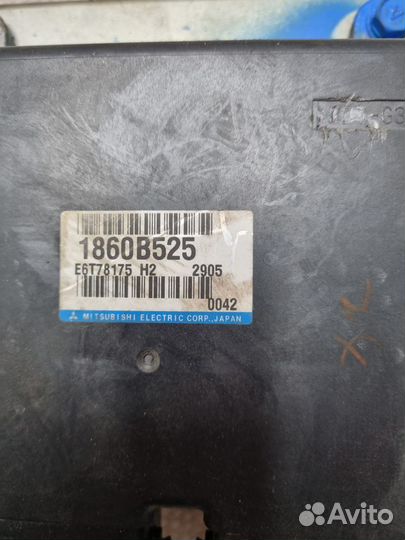 1860B525
E6T78175 H2 2905
0042
MITSUBISHI ELECTRIC CORP., JAPAN
Avito